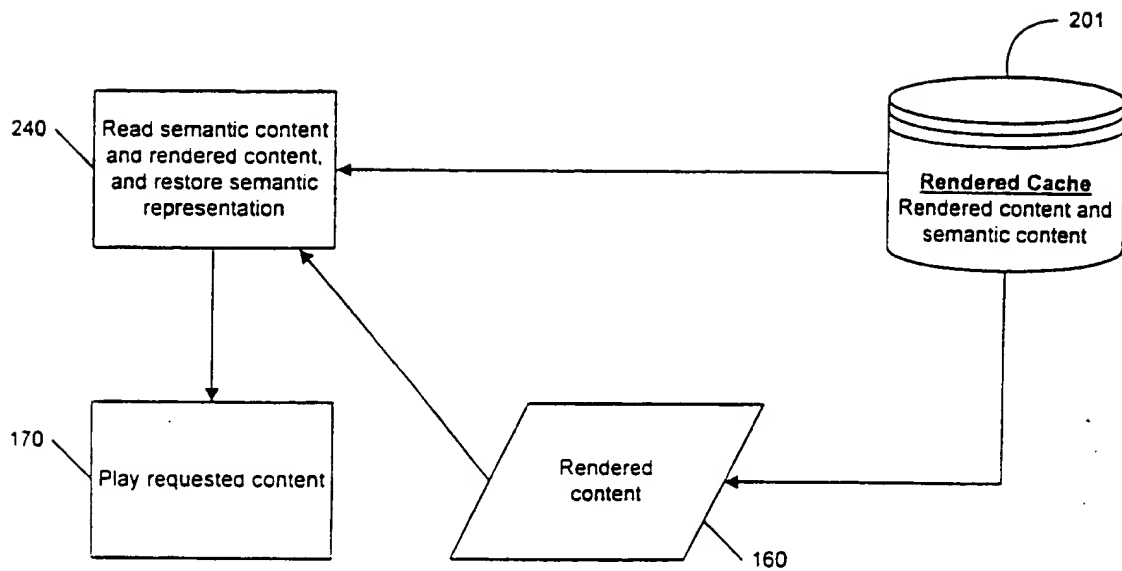 201
240
Read semantic content
and rendered content,
and restore semantic
representation
Rendered Cache
Rendered content and
semantic content
170
Play requested content
Rendered
content
160